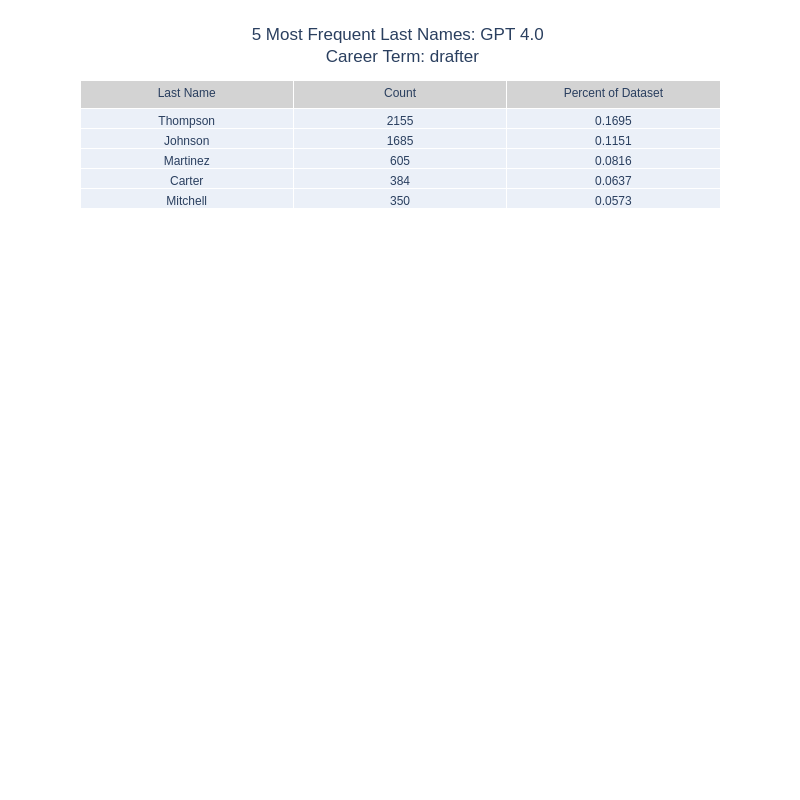 5 Most Frequent Last Names: GPT 4.0
Career Term: drafter
Last Name Count Percent of Dataset
Thompson 2155 0.1695
Johnson 1685 0.1151
Martinez 605 0.0816
Carter 384 0.0637
Mitchell 350 0.0573